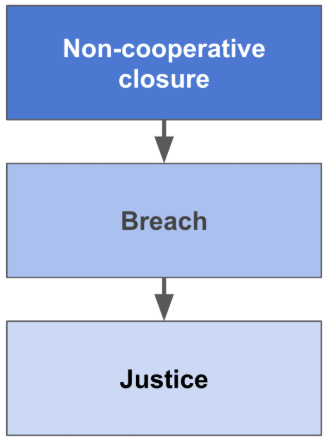 Non-cooperative
closure
Breach
Justice